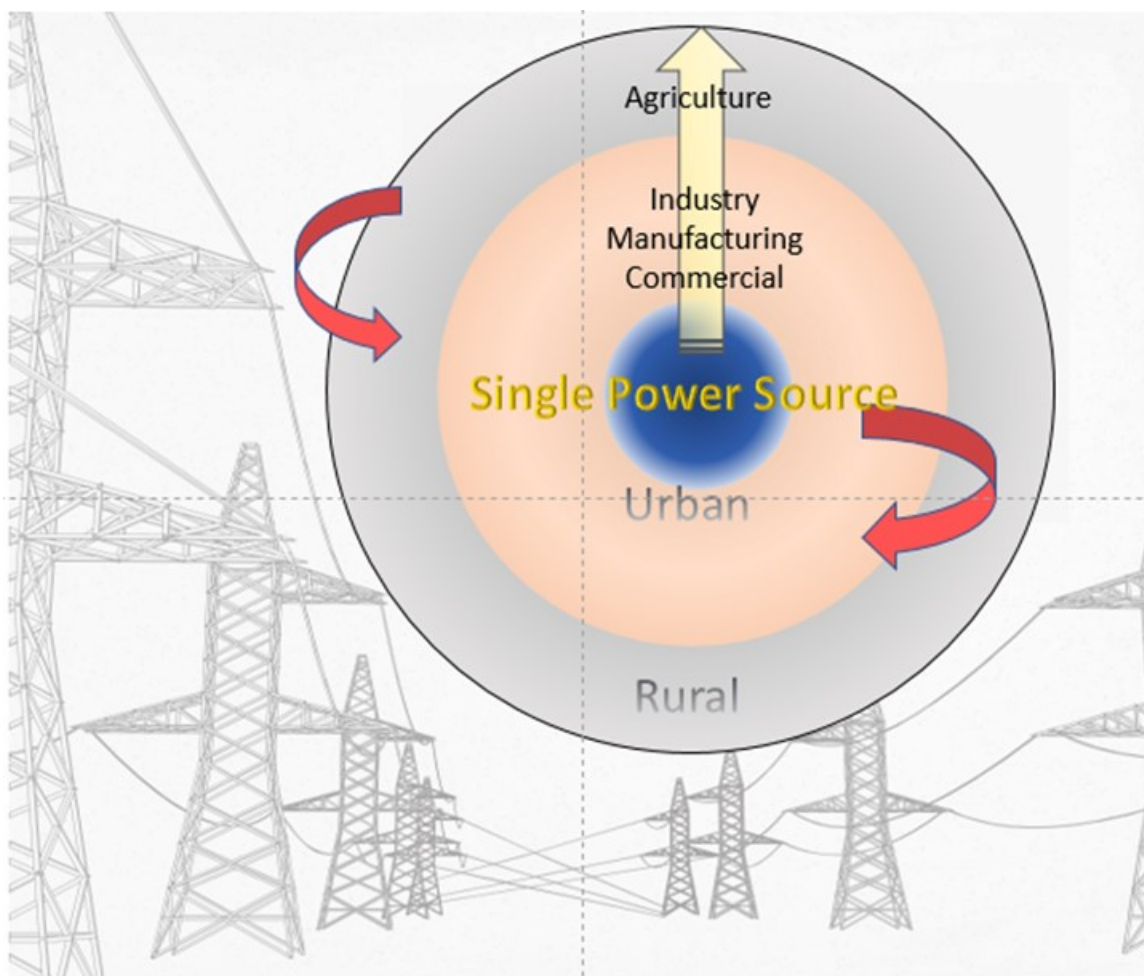 Agriculture
Industry
Manufacturing
Commercial
Single Power Source
Urban
Rural